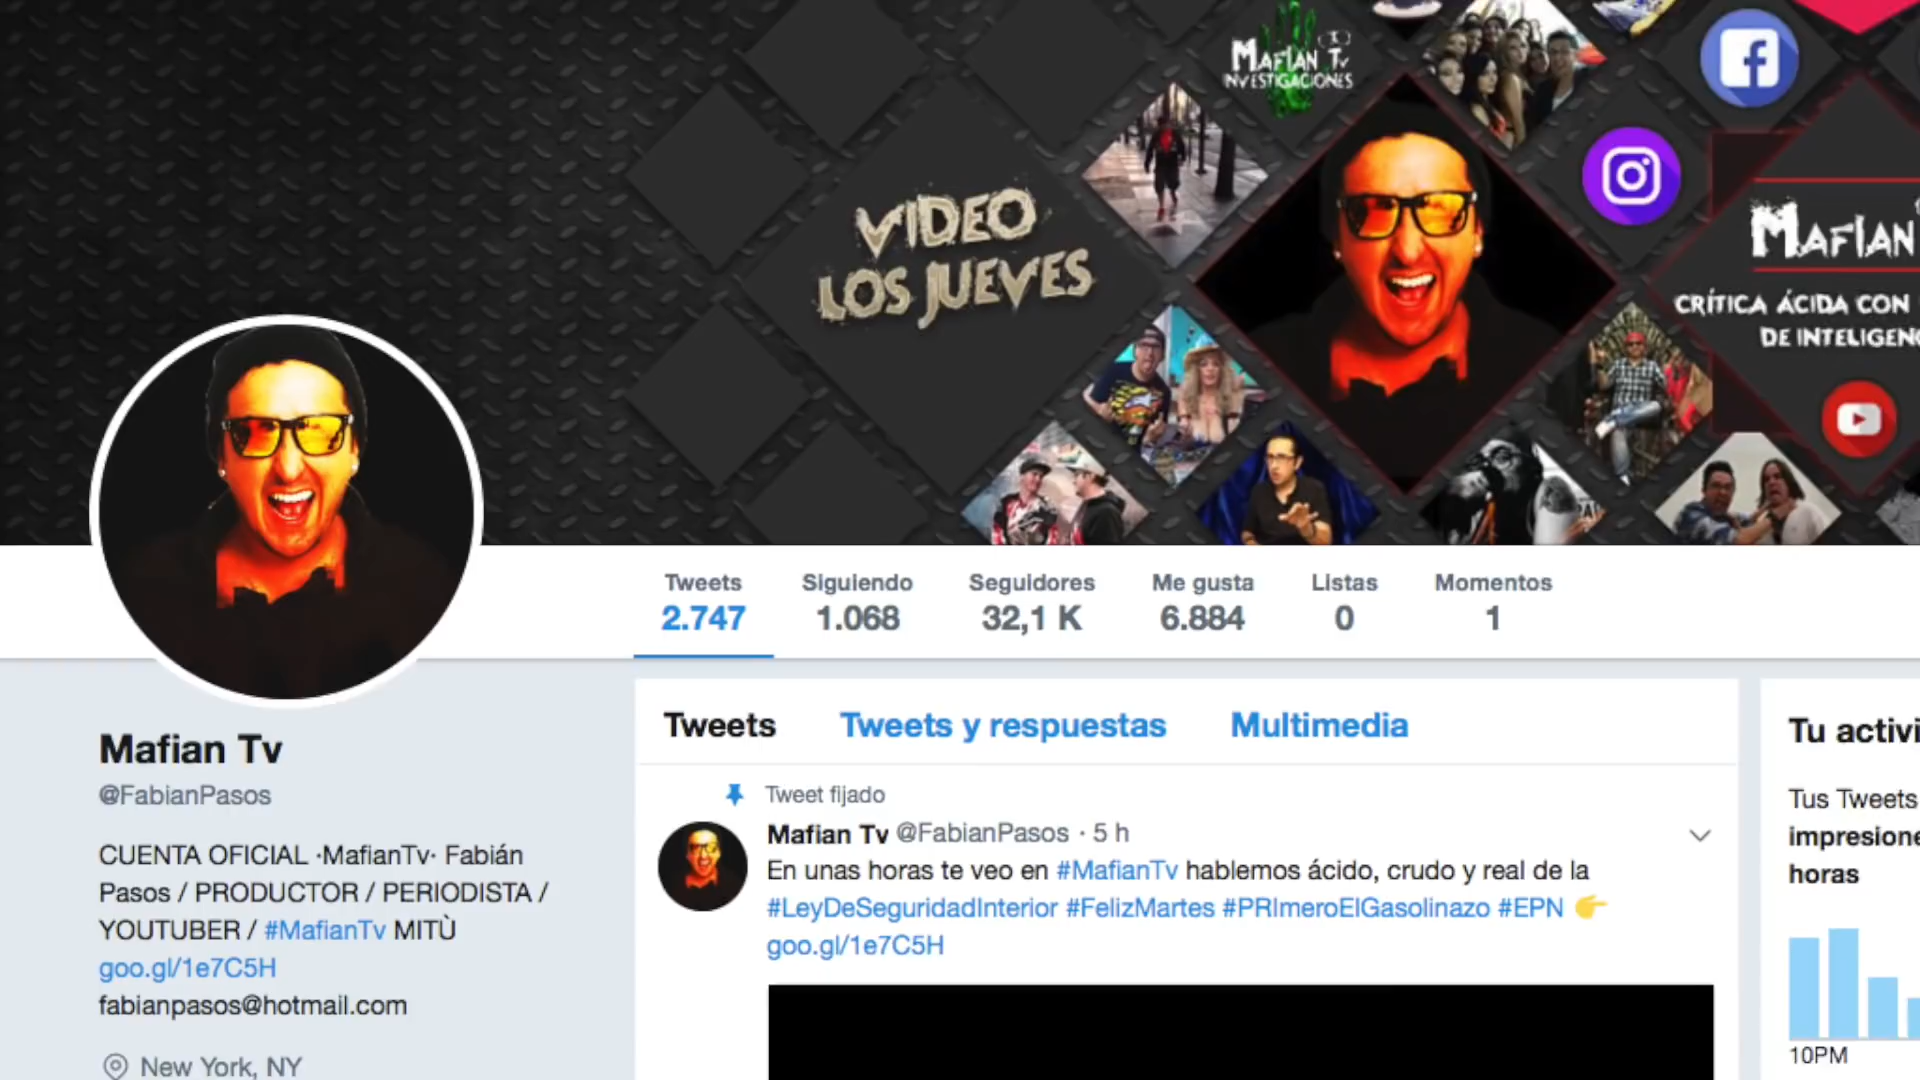 MAFIAN Tv
INVESTIGACIONES
VIDEO
LOS JUEVES
MAFIAN
CRÍTICA ÁCIDA CON
DE INTELIGENC
Tweets
2.747
Siguiendo
1.068
Seguidores
32,1 K
Me gusta
6.884
Listas
0
Momentos
1
Mafian Tv
@FabianPasos
CUENTA OFICIAL ·MafianTv· Fabián
Pasos / PRODUCTOR / PERIODISTA /
YOUTUBER / #MafianTv MITÙ
goo.gl/1e7C5H
fabianpasos@hotmail.com
New York, NY
Tweets Tweets y respuestas Multimedia
Tweet fijado
Mafian Tv @FabianPasos · 5 h
En unas horas te veo en #MafianTv hablemos ácido, crudo y real de la
#LeyDeSeguridadInterior #FelizMartes #PRImeroElGasolinazo #EPN 👉
goo.gl/1e7C5H
Tu activi
Tus Tweets
impresione
horas
10PM